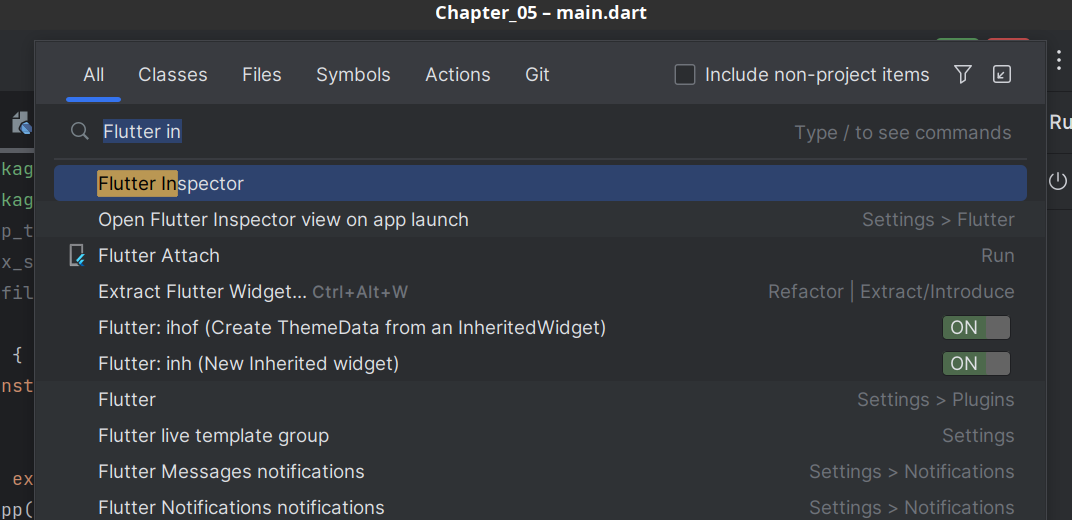 Chapter_05 – main.dart
All Classes Files Symbols Actions Git Include non-project items
Flutter in Type / to see commands
Ru
kag
Flutter Inspector
kag
Open Flutter Inspector view on app launch Settings > Flutter
p_t
Flutter Attach Run
x_s
Extract Flutter Widget... Ctrl+Alt+W Refactor | Extract/Introduce
fil
Flutter: ihof (Create ThemeData from an InheritedWidget) ON
{
Flutter: inh (New Inherited widget) ON
nst
Flutter Settings > Plugins
Flutter live template group Settings
Flutter Messages notifications Settings > Notifications
ex
Flutter Notifications notifications Settings > Notifications
pp(